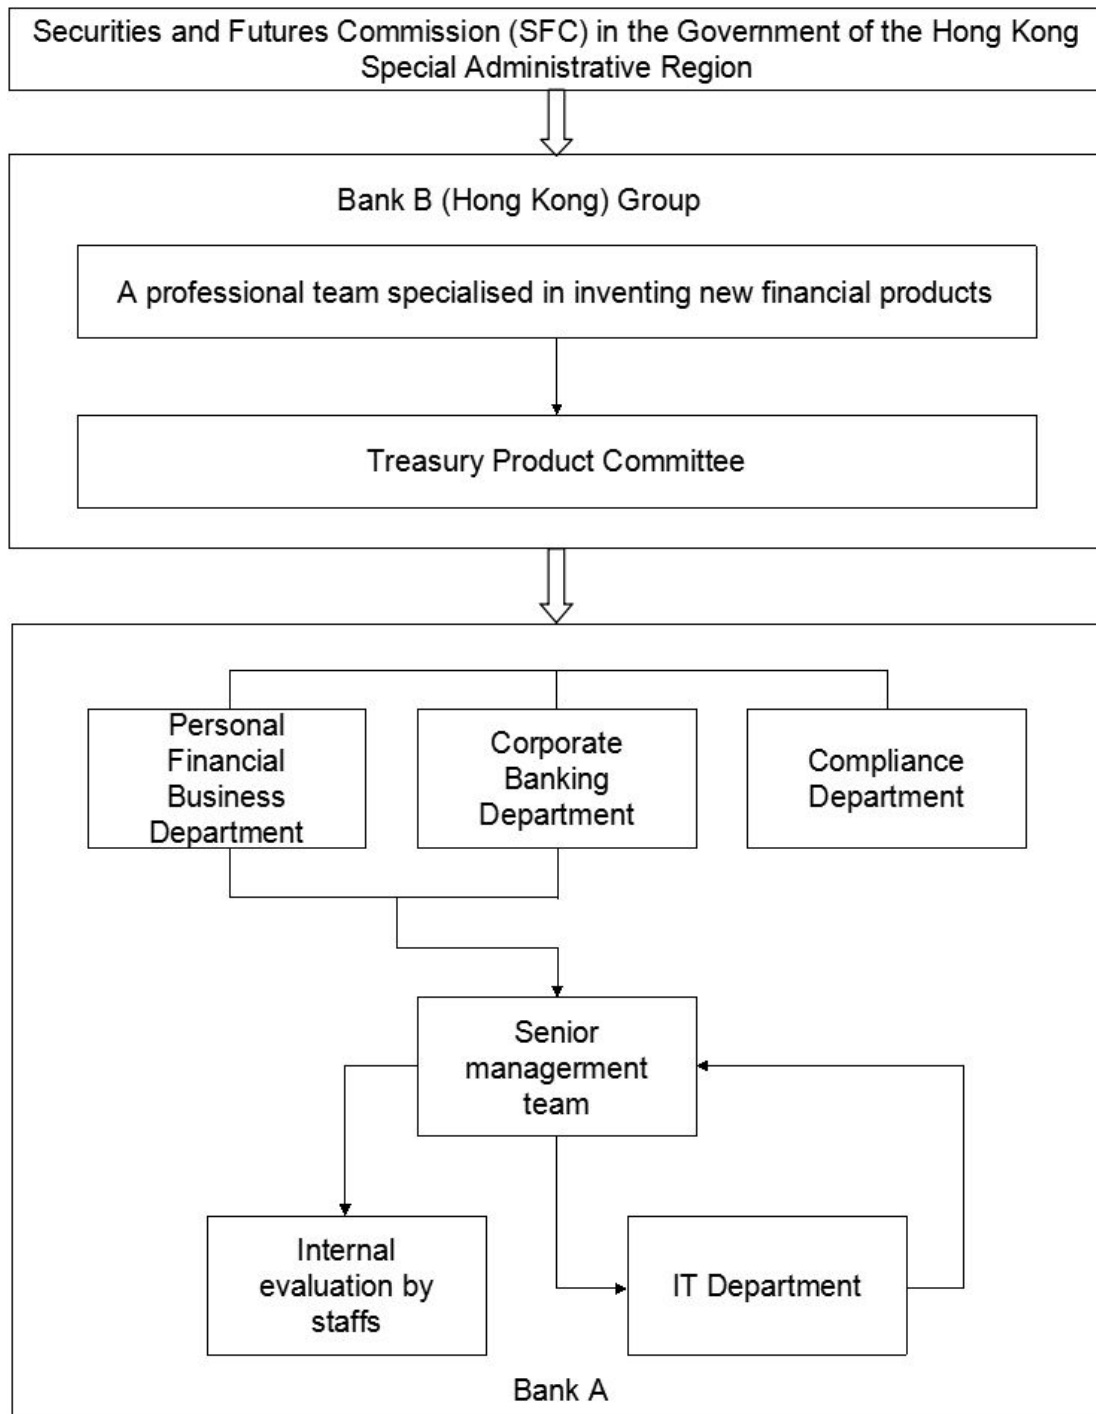 Securities and Futures Commission (SFC) in the Government of the Hong Kong
Special Administrative Region
Bank B (Hong Kong) Group
A professional team specialised in inventing new financial products
Treasury Product Committee
Personal
Financial
Business
Department
Corporate
Banking
Department
Compliance
Department
Senior
managerment
team
Internal
evaluation by
staffs
IT Department
Bank A